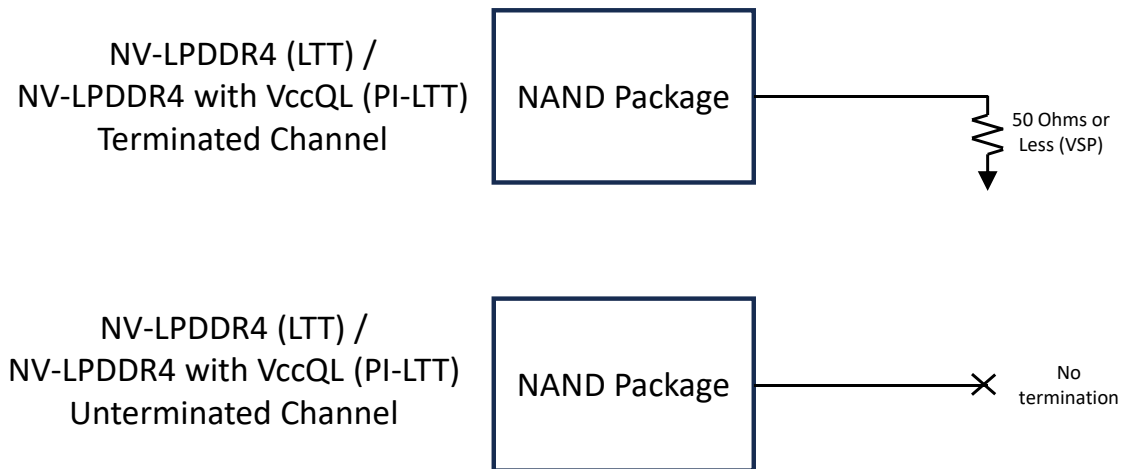 NV-LPDDR4 (LTT) /
NV-LPDDR4 with VccQL (PI-LTT)
Terminated Channel
NAND Package
50 Ohms or
Less (VSP)
NV-LPDDR4 (LTT) /
NV-LPDDR4 with VccQL (PI-LTT)
Unterminated Channel
NAND Package
No
termination